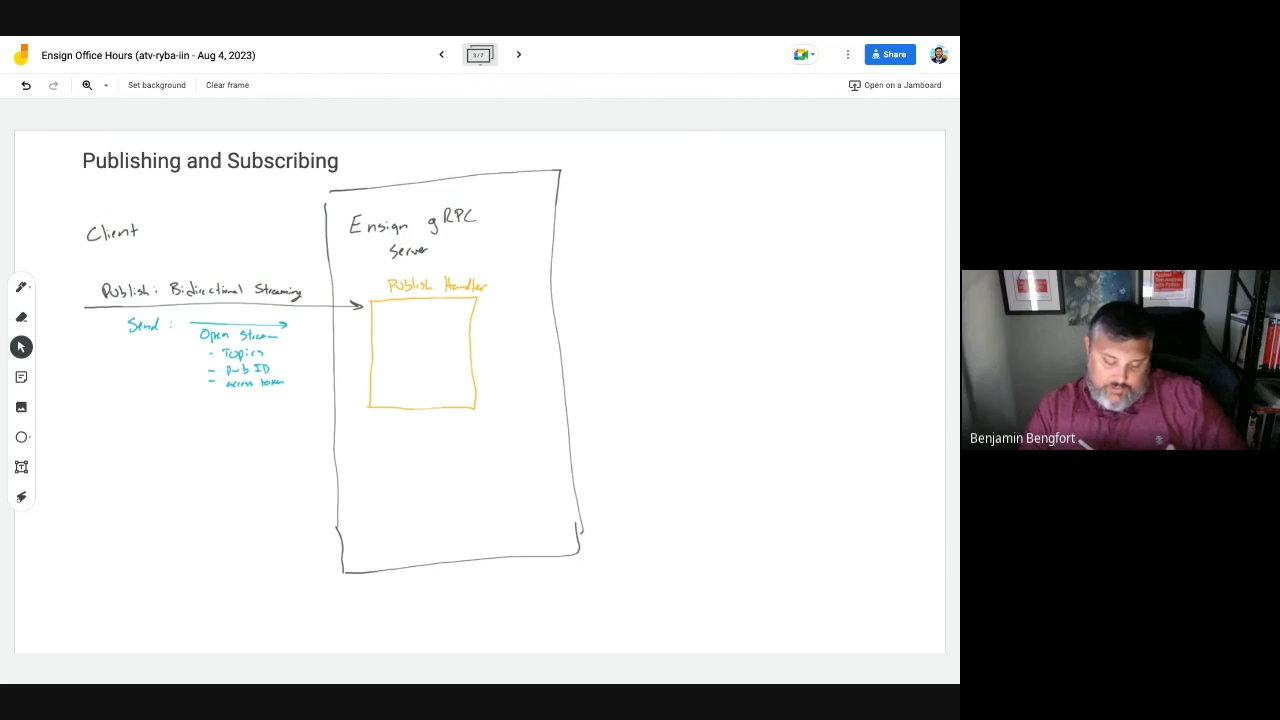 Ensign Office Hours (atv-ryba-iin - Aug 4, 2023)
Share
Set background
Clear frame
Open on a Jamboard
Publishing and Subscribing
Client
Ensign gRPC
Server
Publish: Bidirectional Streaming
Publish Handler
Send:
Open Stream
- Topics
- pub ID
- access token
Benjamin Bengfort